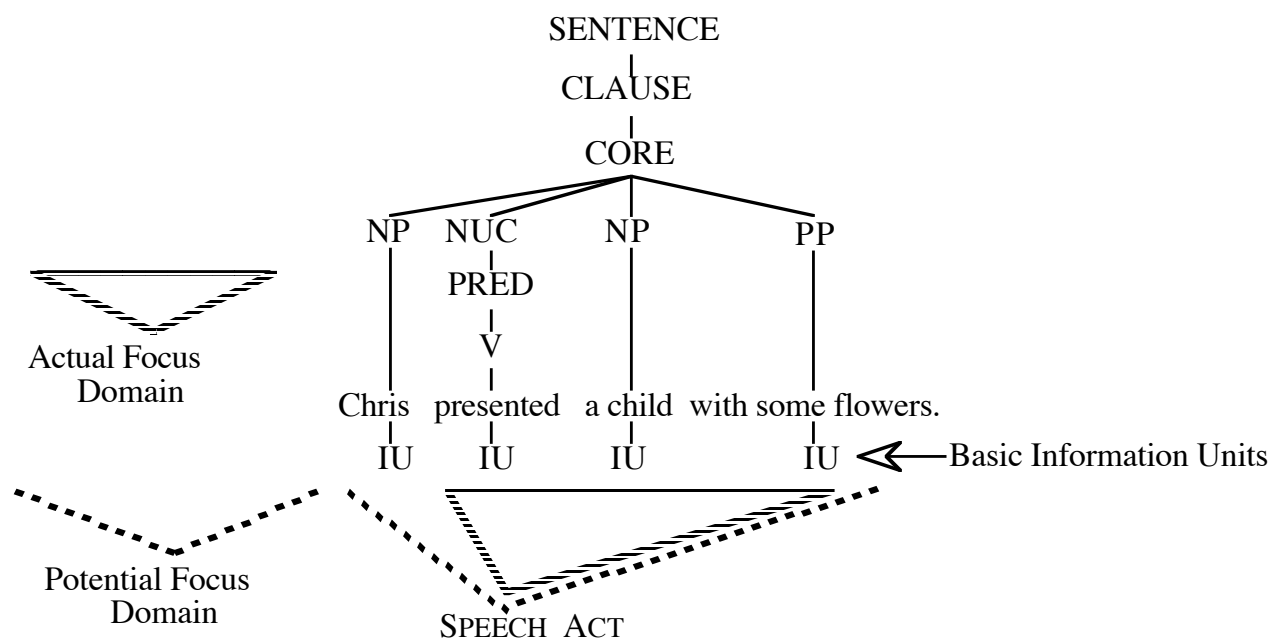 SENTENCE
CLAUSE
CORE
NP NUC NP PP
PRED
V
Actual Focus
Domain
Chris presented a child with some flowers.
IU IU IU IU Basic Information Units
Potential Focus
Domain
SPEECH ACT